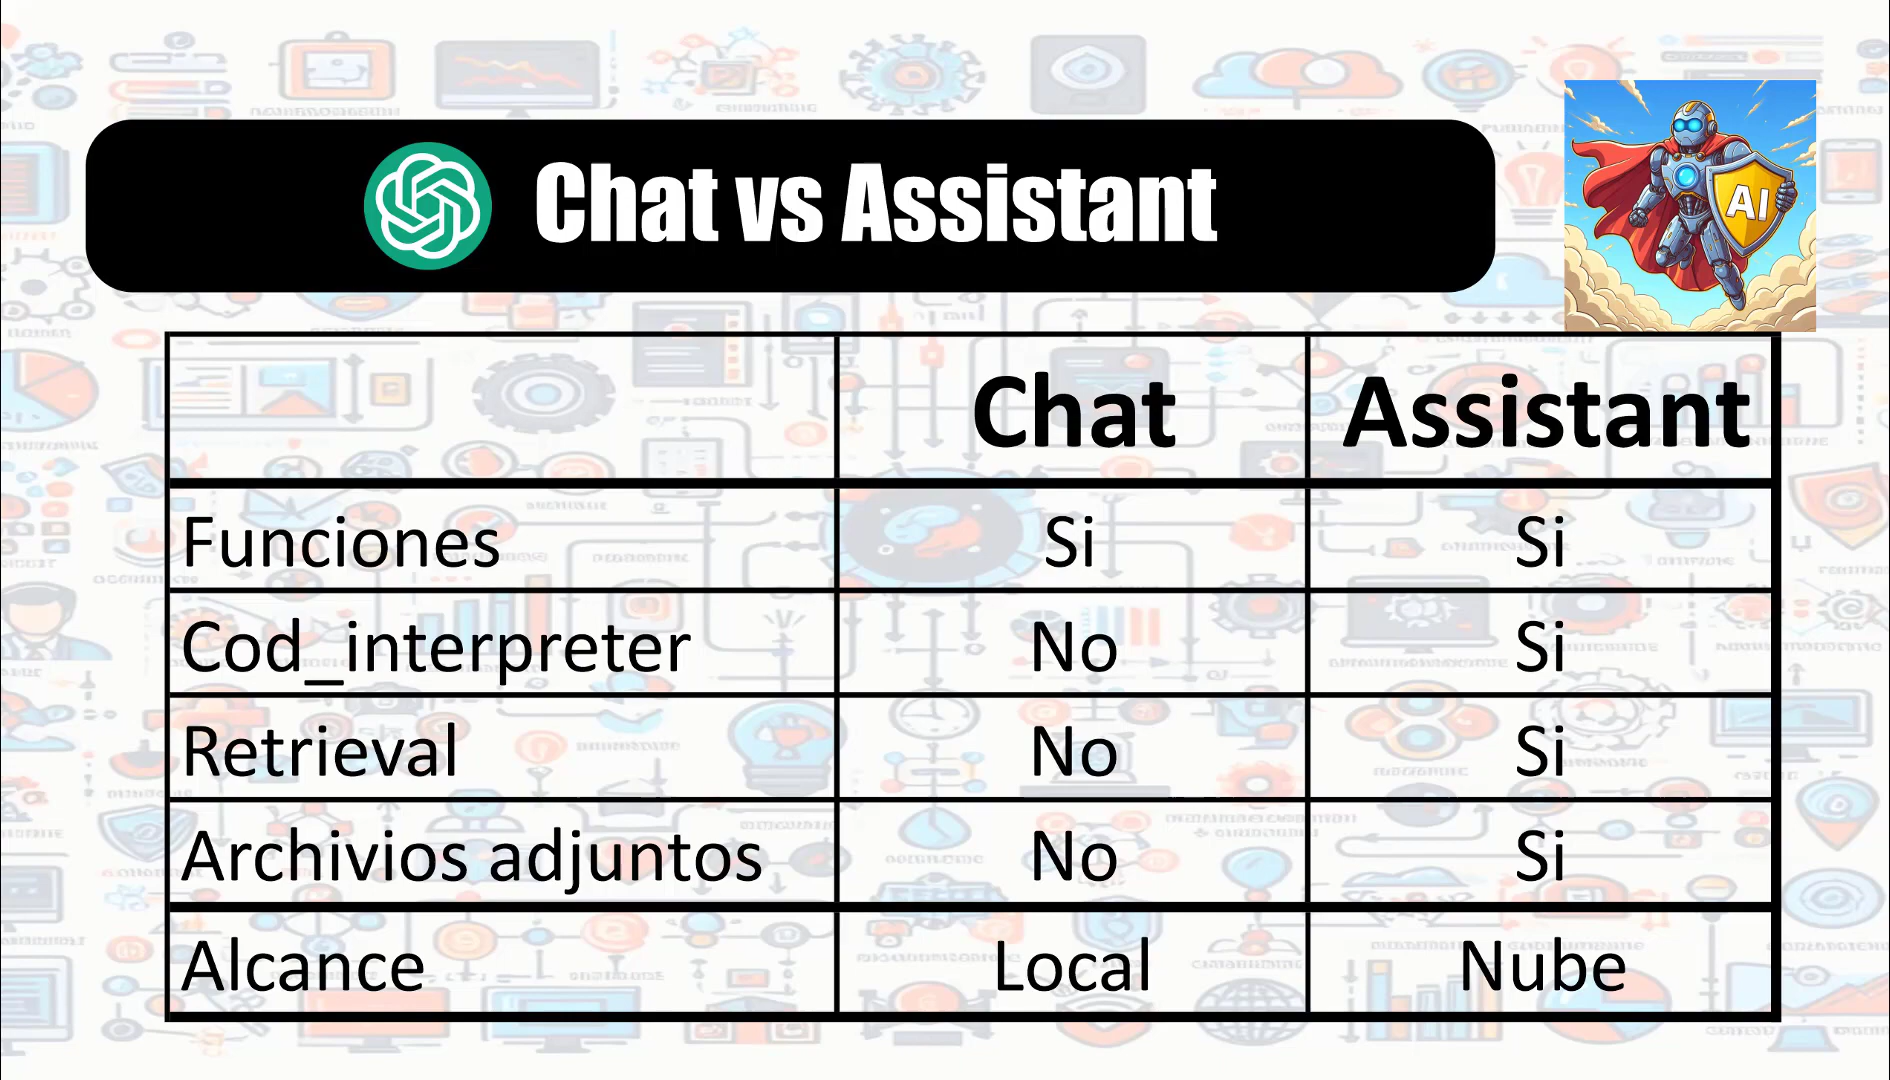 Chat vs Assistant
AI
Chat Assistant
Funciones Si Si
Cod_interpreter No Si
Retrieval No Si
Archivios adjuntos No Si
Alcance Local Nube